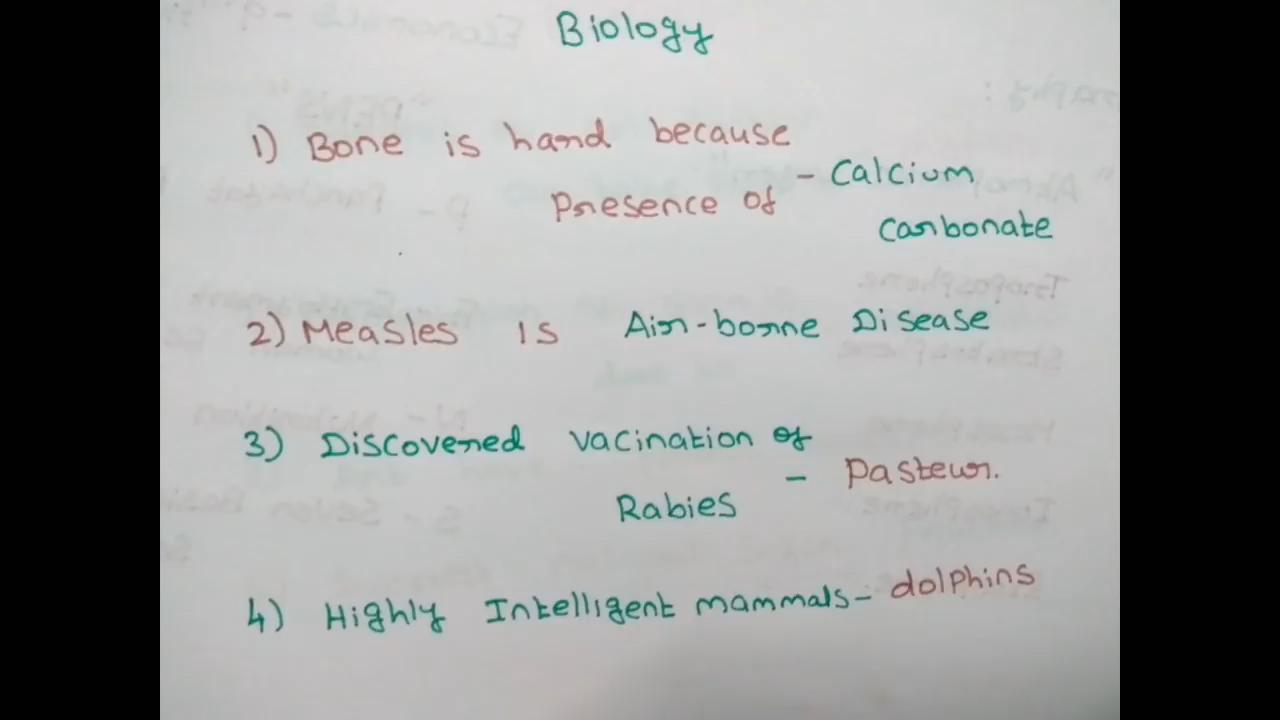 Biology
1) Bone is hard because
Presence of - Calcium
carbonate
2) Measles is Air-borne Disease
3) Discovered vacination of
Rabies - Pasteur.
4) Highly Intelligent mammals - dolphins